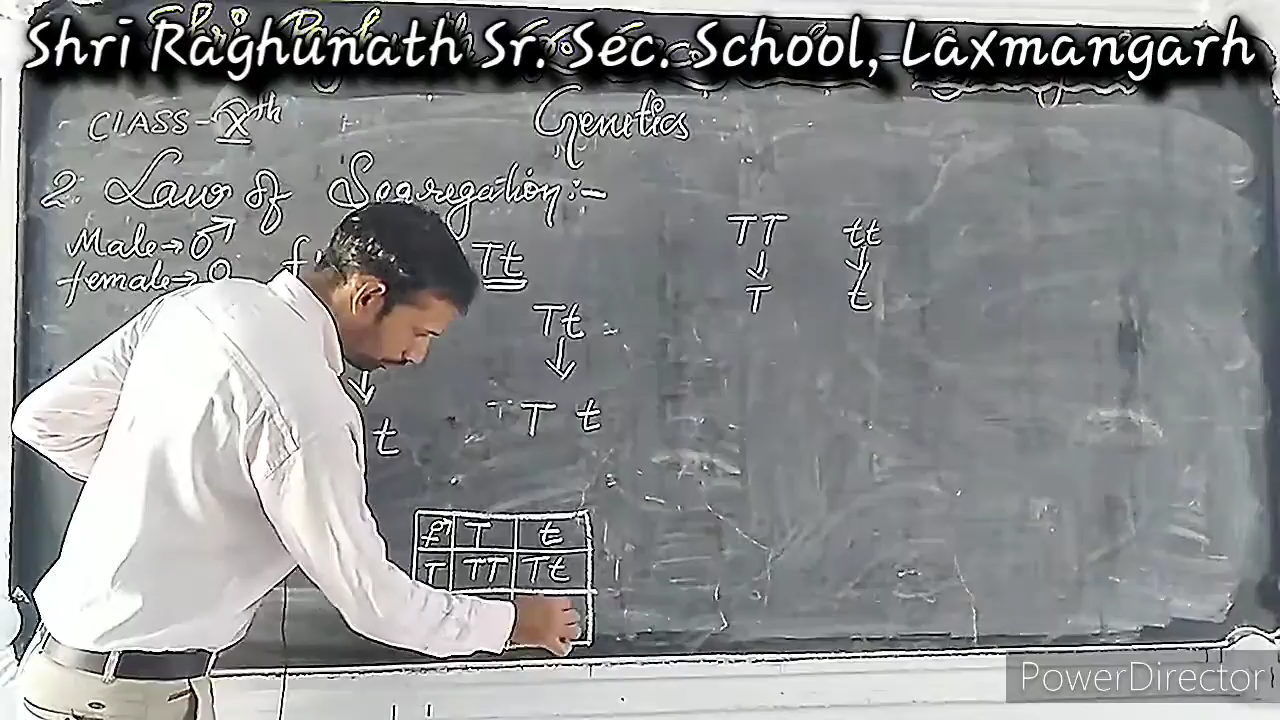 Shri Raghunath Sr. Sec. School, Laxmangarh
CLASS - Xth
Genetics
2. Law of Segregation :-
Male → ♂
female → ♀
Tt
TT tt
T t
Tt
t
T t
T t
T TT Tt
PowerDirector